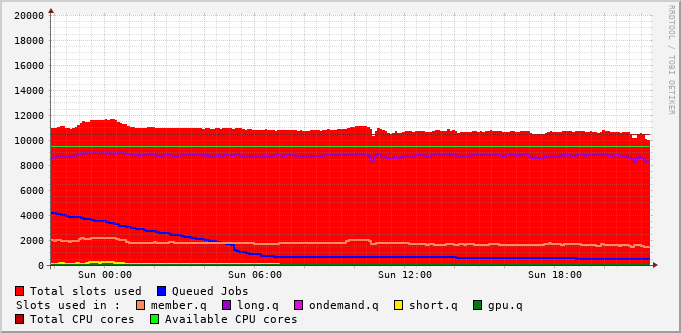 20000
18000
16000
14000
12000
10000
8000
6000
4000
2000
0
Sun 00:00 Sun 06:00 Sun 12:00 Sun 18:00
RRDTOOL / TOBI OETIKER
Total slots used Queued Jobs
Slots used in : member.q long.q ondemand.q short.q gpu.q
Total CPU cores Available CPU cores